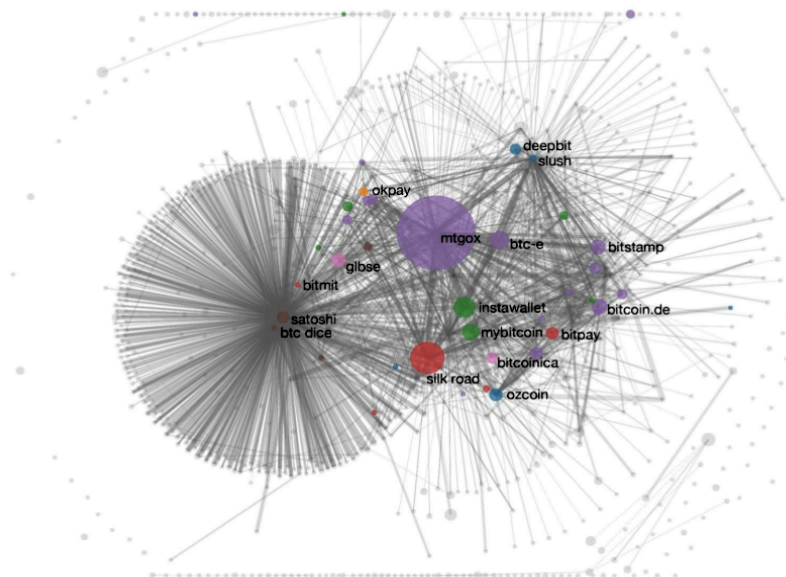 deepbit
slush
okpay
mtgox
btc-e
bitstamp
glbse
bitmit
instawallet
bitcoin.de
satoshi
btc dice
mybitcoin
bitpay
bitcoinica
silk road
ozcoin